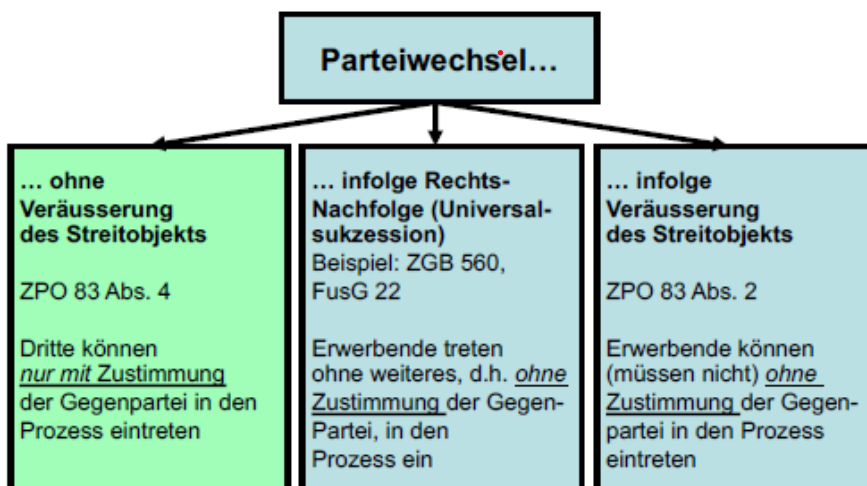 Parteiwechsel…
… ohne
Veräusserung
des Streitobjekts
ZPO 83 Abs. 4
Dritte können
nur mit Zustimmung
der Gegenpartei in den
Prozess eintreten
… infolge Rechts-
Nachfolge (Universal-
sukzession)
Beispiel: ZGB 560,
FusG 22
Erwerbende treten
ohne weiteres, d.h. ohne
Zustimmung der Gegen-
Partei, in den
Prozess ein
… infolge
Veräusserung
des Streitobjekts
ZPO 83 Abs. 2
Erwerbende können
(müssen nicht) ohne
Zustimmung der Gegen-
partei in den Prozess
eintreten